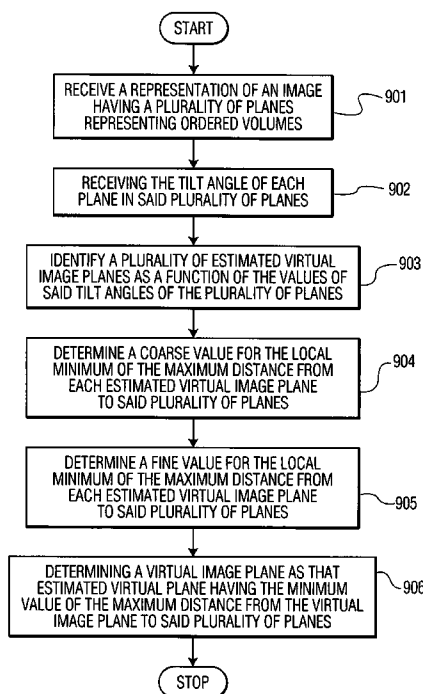 START
RECEIVE A REPRESENTATION OF AN IMAGE
HAVING A PLURALITY OF PLANES
REPRESENTING ORDERED VOLUMES
901
RECEIVING THE TILT ANGLE OF EACH
PLANE IN SAID PLURALITY OF PLANES
902
IDENTIFY A PLURALITY OF ESTIMATED VIRTUAL
IMAGE PLANES AS A FUNCTION OF THE VALUES OF
SAID TILT ANGLES OF THE PLURALITY OF PLANES
903
DETERMINE A COARSE VALUE FOR THE LOCAL
MINIMUM OF THE MAXIMUM DISTANCE FROM
EACH ESTIMATED VIRTUAL IMAGE PLANE
TO SAID PLURALITY OF PLANES
904
DETERMINE A FINE VALUE FOR THE LOCAL
MINIMUM OF THE MAXIMUM DISTANCE FROM
EACH ESTIMATED VIRTUAL IMAGE PLANE
TO SAID PLURALITY OF PLANES
905
DETERMINING A VIRTUAL IMAGE PLANE AS THAT
ESTIMATED VIRTUAL PLANE HAVING THE MINIMUM
VALUE OF THE MAXIMUM DISTANCE FROM THE VIRTUAL
IMAGE PLANE TO SAID PLURALITY OF PLANES
906
STOP